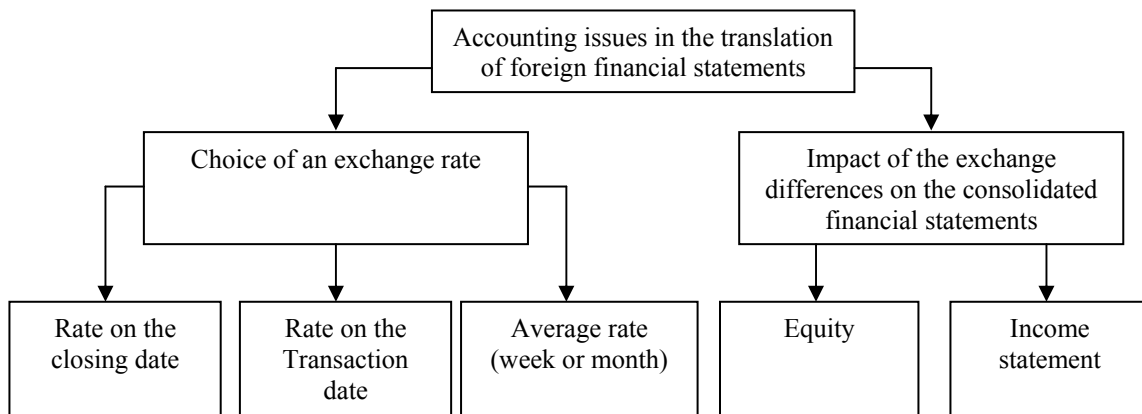 Accounting issues in the translation
of foreign financial statements
Choice of an exchange rate
Impact of the exchange
differences on the consolidated
financial statements
Rate on the
closing date
Rate on the
Transaction
date
Average rate
(week or month)
Equity
Income
statement